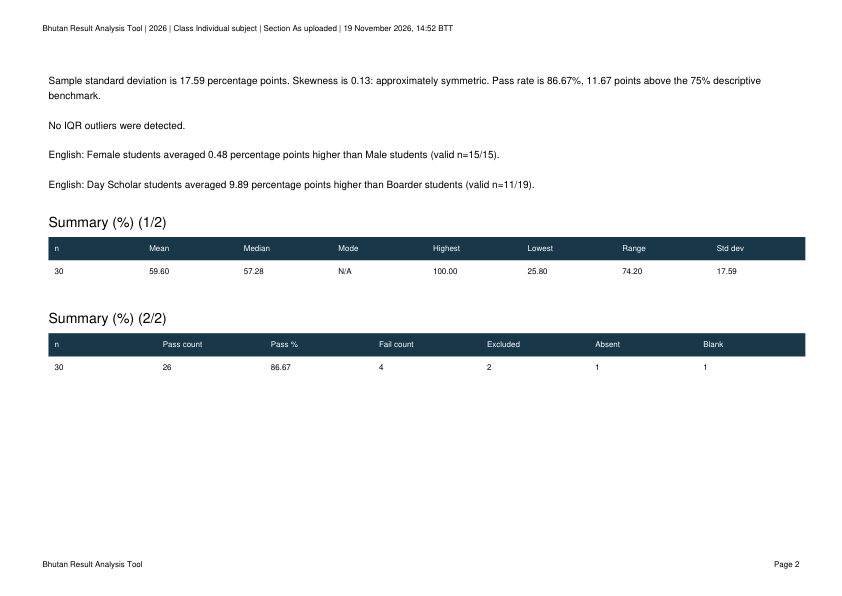 Bhutan Result Analysis Tool | 2026 | Class Individual subject | Section As uploaded | 19 November 2026, 14:52 BTT
Sample standard deviation is 17.59 percentage points. Skewness is 0.13: approximately symmetric. Pass rate is 86.67%, 11.67 points above the 75% descriptive
benchmark.
No IQR outliers were detected.
English: Female students averaged 0.48 percentage points higher than Male students (valid n=15/15).
English: Day Scholar students averaged 9.89 percentage points higher than Boarder students (valid n=11/19).
Summary (%) (1/2)
n Mean Median Mode Highest Lowest Range Std dev
30 59.60 57.28 N/A 100.00 25.80 74.20 17.59
Summary (%) (2/2)
n Pass count Pass % Fail count Excluded Absent Blank
30 26 86.67 4 2 1 1
Bhutan Result Analysis Tool Page 2